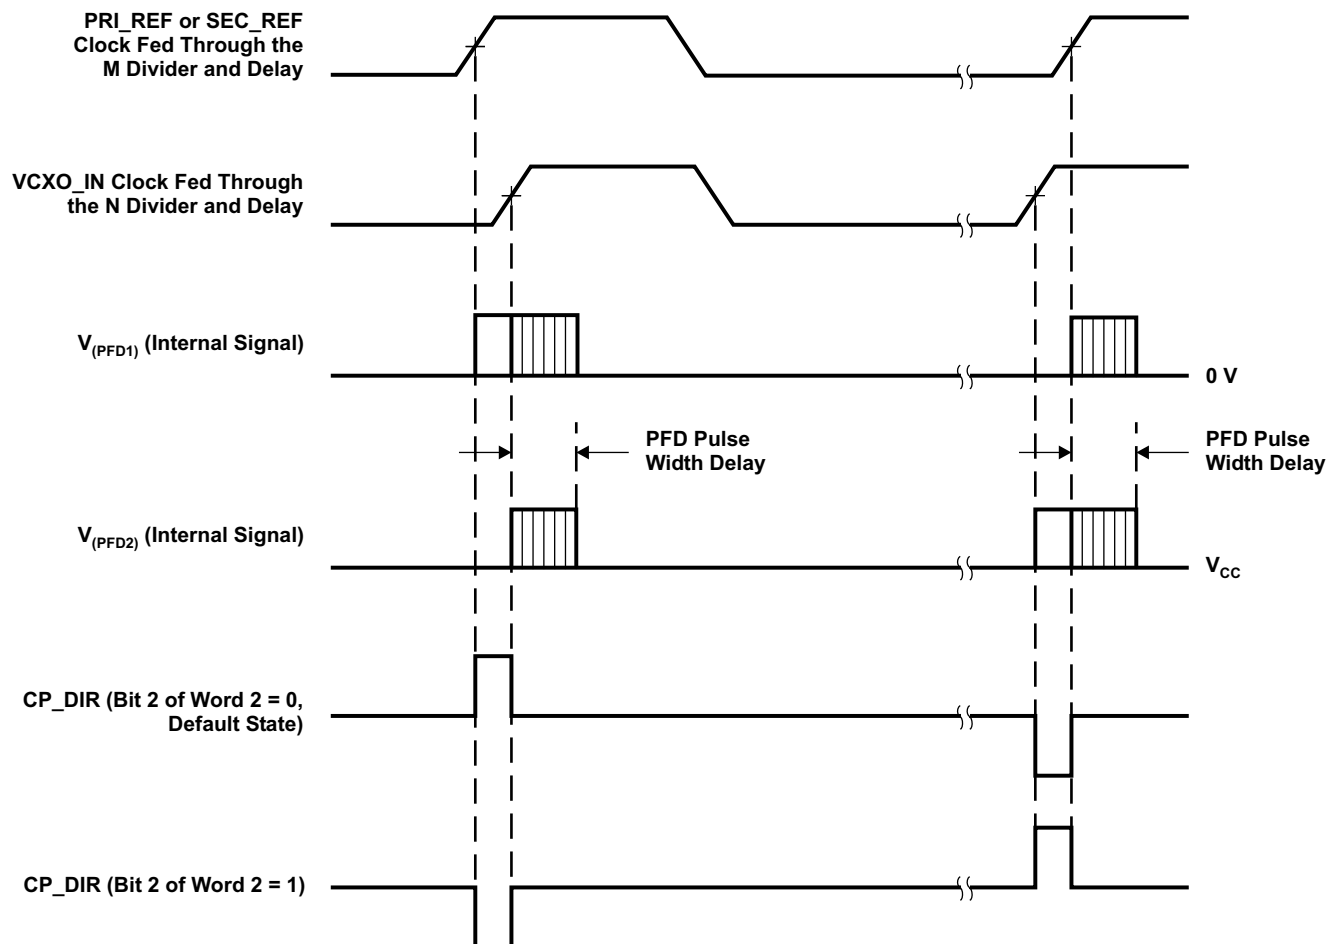 PRI_REF or SEC_REF
Clock Fed Through the
M Divider and Delay
VCXO_IN Clock Fed Through
the N Divider and Delay
V(PFD1) (Internal Signal)
0 V
PFD Pulse
Width Delay
PFD Pulse
Width Delay
V(PFD2) (Internal Signal)
VCC
CP_DIR (Bit 2 of Word 2 = 0,
Default State)
CP_DIR (Bit 2 of Word 2 = 1)